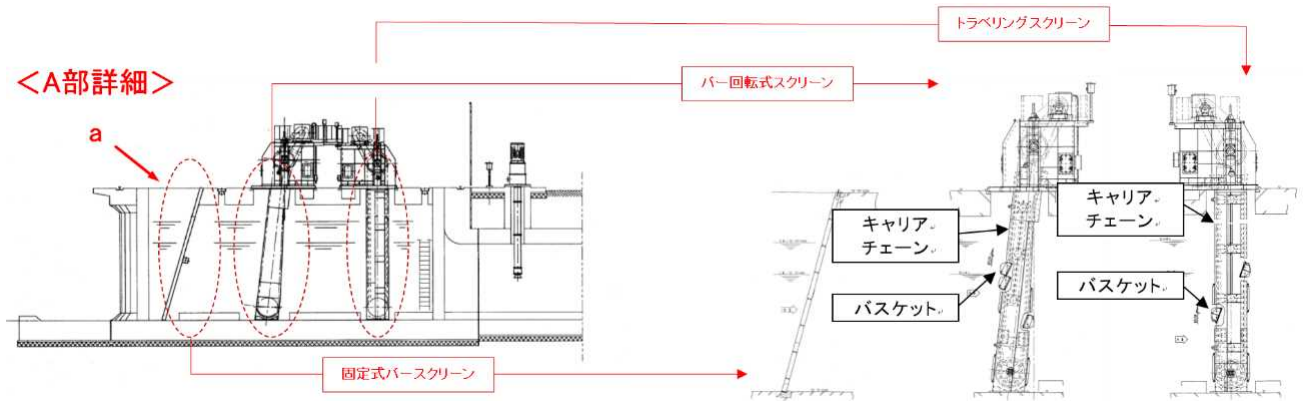 トラベリングスクリーン
<A部詳細>
バー回転式スクリーン
a
キャリア
チェーン
キャリア
チェーン
バスケット
バスケット
固定式バースクリーン